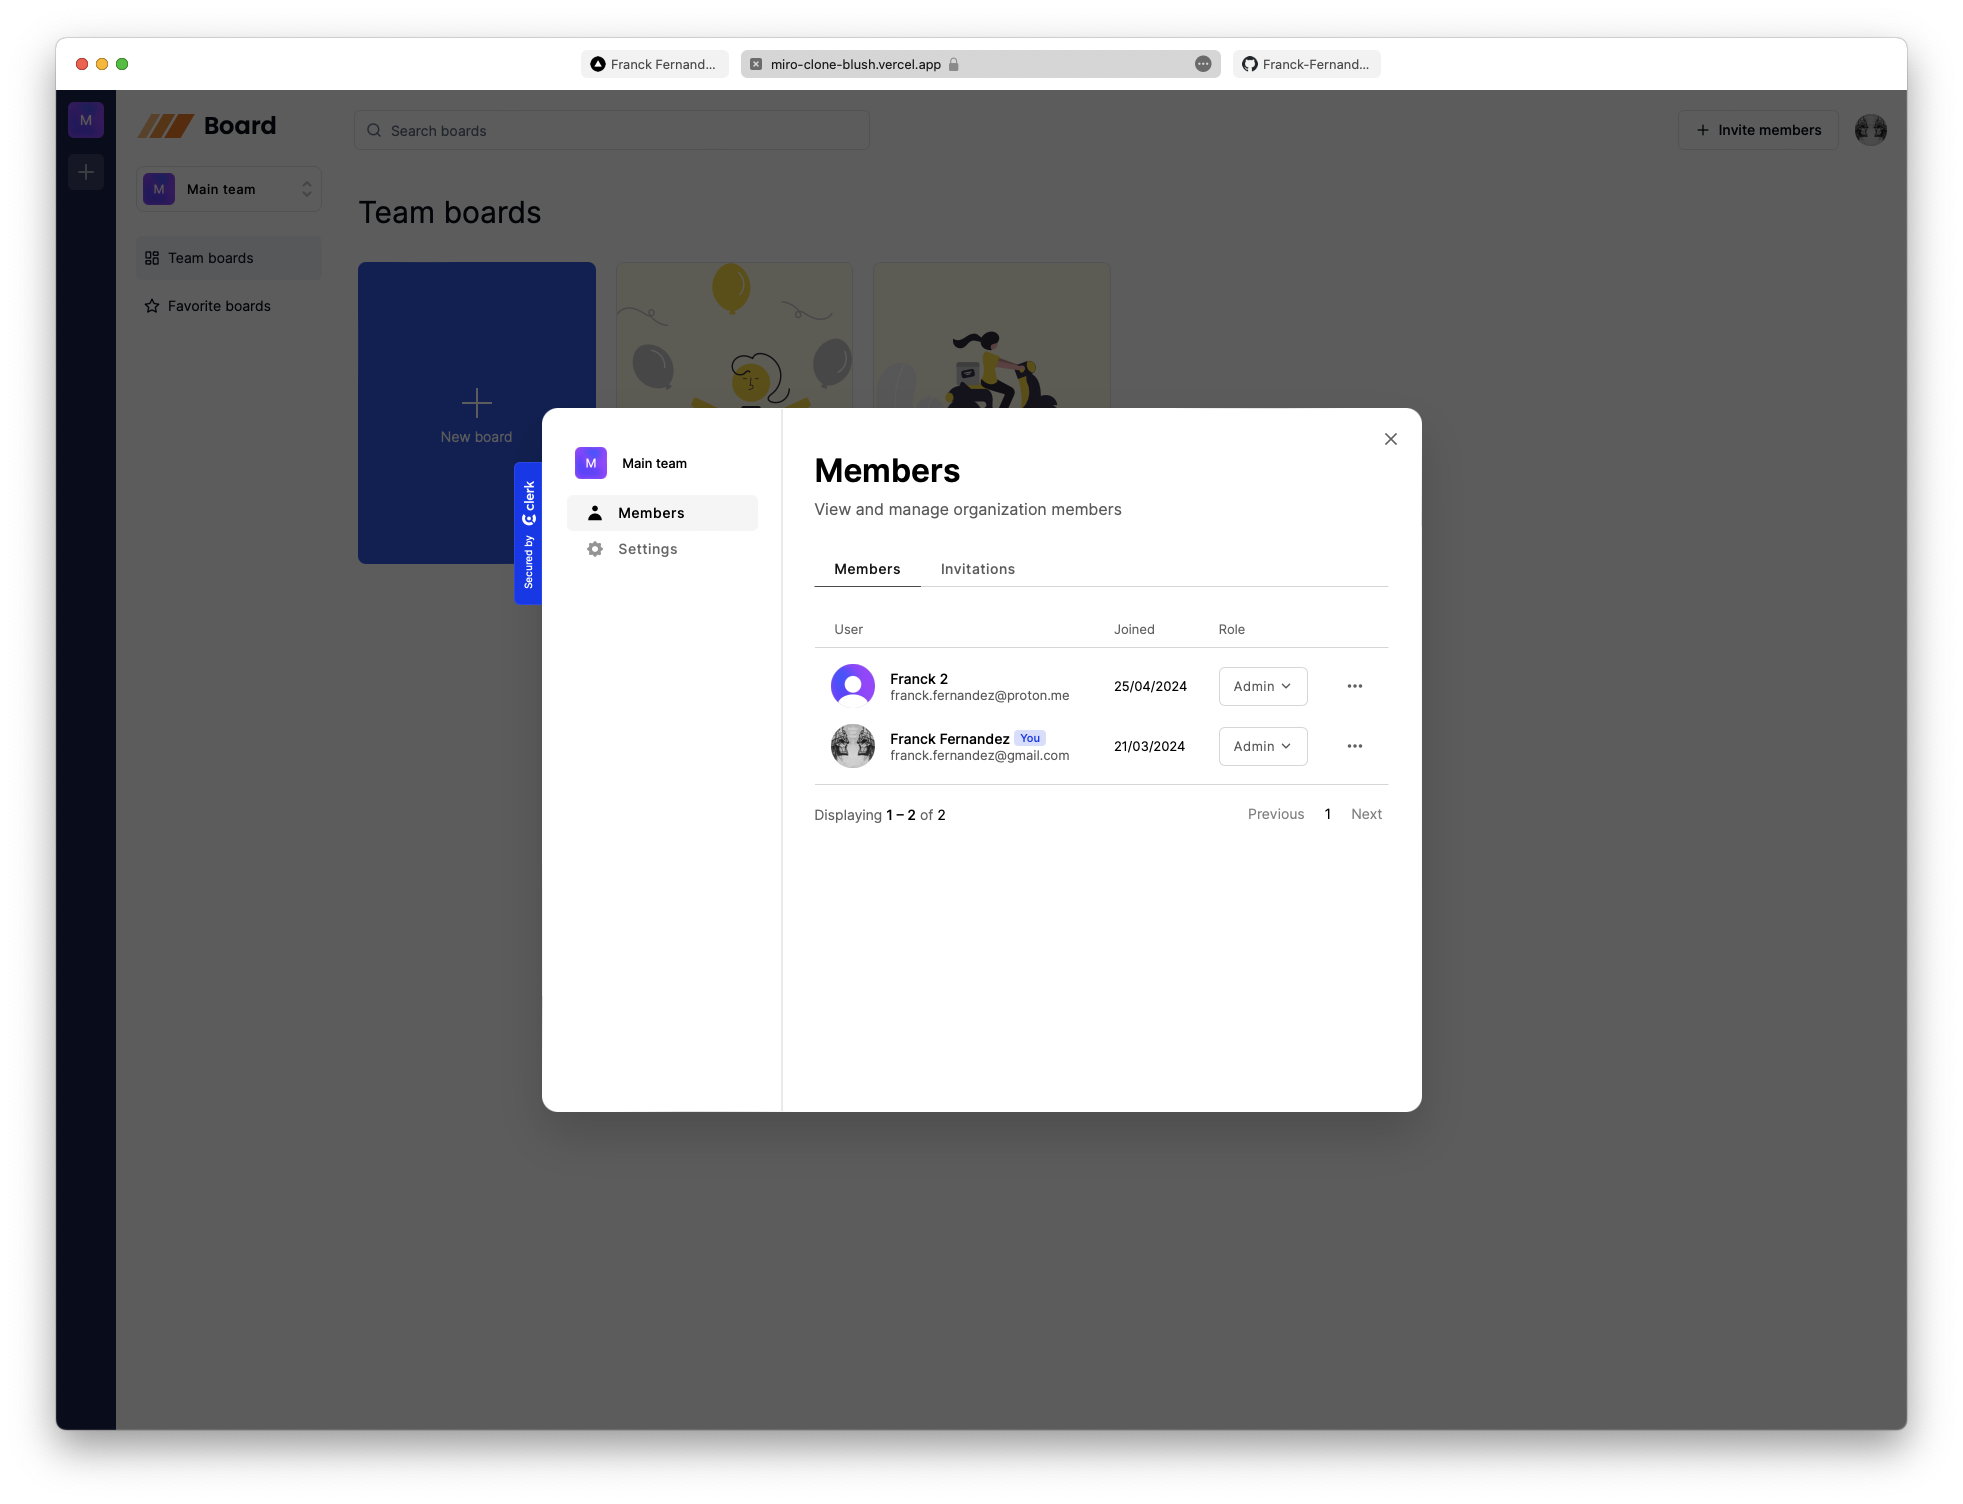 Franck Fernand...
miro-clone-blush.vercel.app
Franck-Fernand...
M
Board
Search boards
Invite members
M
Main team
Team boards
Team boards
Favorite boards
New board
Secured by clerk
M
Main team
Members
Settings
Members
View and manage organization members
Members
Invitations
User
Joined
Role
Franck 2
franck.fernandez@proton.me
25/04/2024
Admin
Franck Fernandez You
franck.fernandez@gmail.com
21/03/2024
Admin
Displaying 1 – 2 of 2
Previous 1 Next